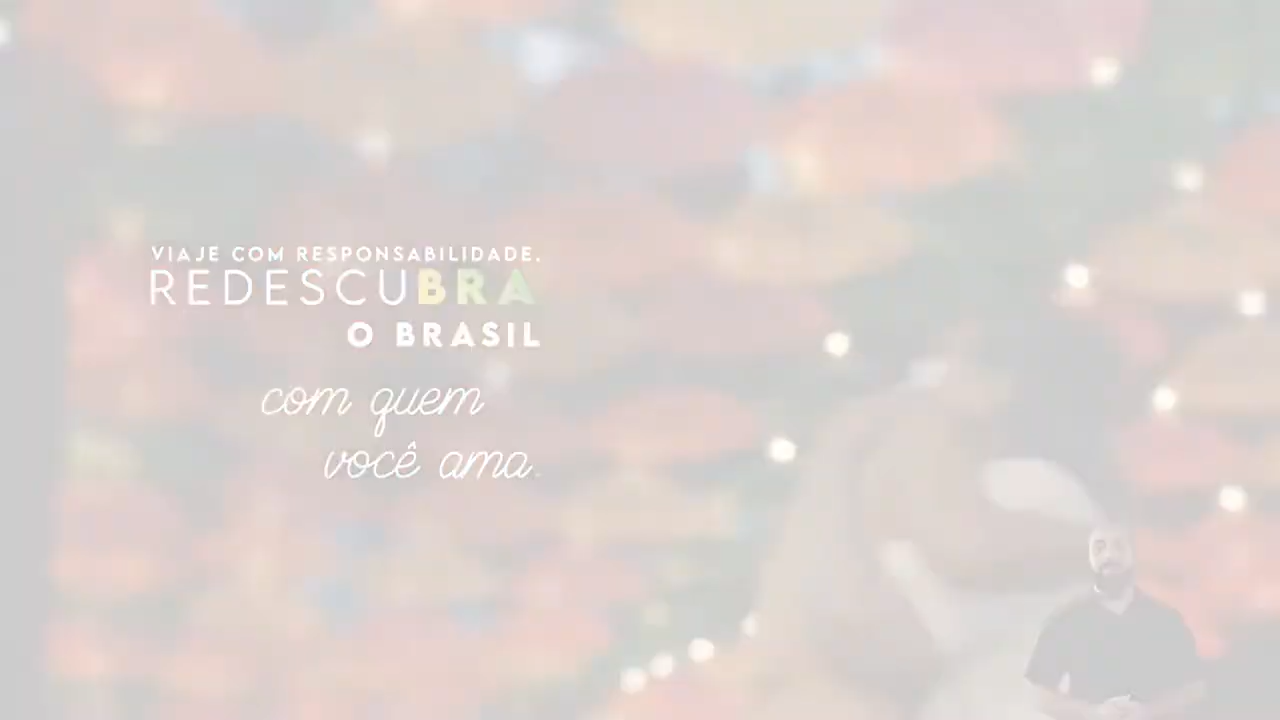 VIAJE COM RESPONSABILIDADE.
REDESCUBRA
O BRASIL
com quem
você ama.